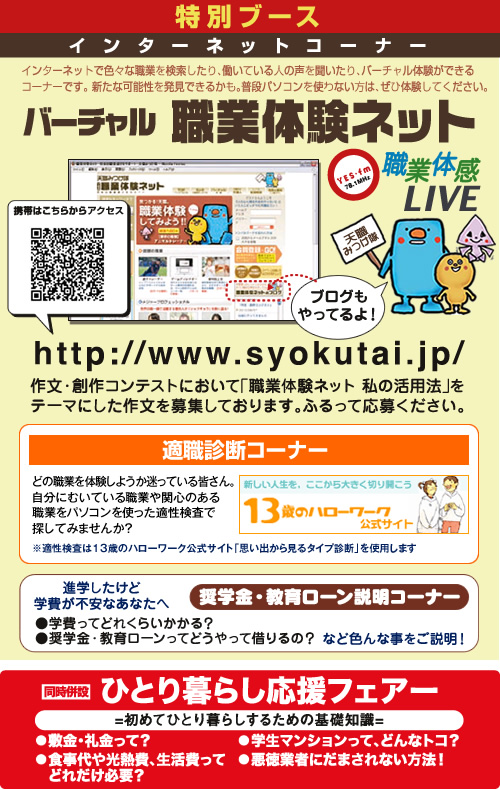 特別ブース
インターネットコーナー
インターネットで色々な職業を検索したり、働いている人の声を聞いたり、バーチャル体験ができる
コーナーです。新たな可能性を発見できるかも。普段パソコンを使わない方は、ぜひ体験してください。
バーチャル 職業体験ネット
YES-fm
78.1MHz
職業体感
LIVE
携帯はこちらからアクセス
天職みつけ隊
職業体験ネット
職業体験
してみよう!!
天職
みつけ隊
ブログも
やってるよ!
http://www.syokutai.jp/
作文・創作コンテストにおいて「職業体験ネット 私の活用法」を
テーマにした作文を募集しております。ふるって応募ください。
適職診断コーナー
どの職業を体験しようか迷っている皆さん。
自分にむいている職業や関心のある
職業をパソコンを使った適性検査で
探してみませんか?
新しい人生を、ここから大きく切り開こう
13歳のハローワーク
公式サイト
※適性検査は13歳のハローワーク公式サイト「思い出から見るタイプ診断」を使用します
進学したけど
学費が不安なあなたへ
奨学金・教育ローン説明コーナー
●学費ってどれくらいかかる?
●奨学金・教育ローンってどうやって借りるの? など色んな事をご説明!
同時併設 ひとり暮らし応援フェアー
=初めてひとり暮らしするための基礎知識=
●敷金・礼金って?
●学生マンションって、どんなトコ?
●食事代や光熱費、生活費って
どれだけ必要?
●悪徳業者にだまされない方法!